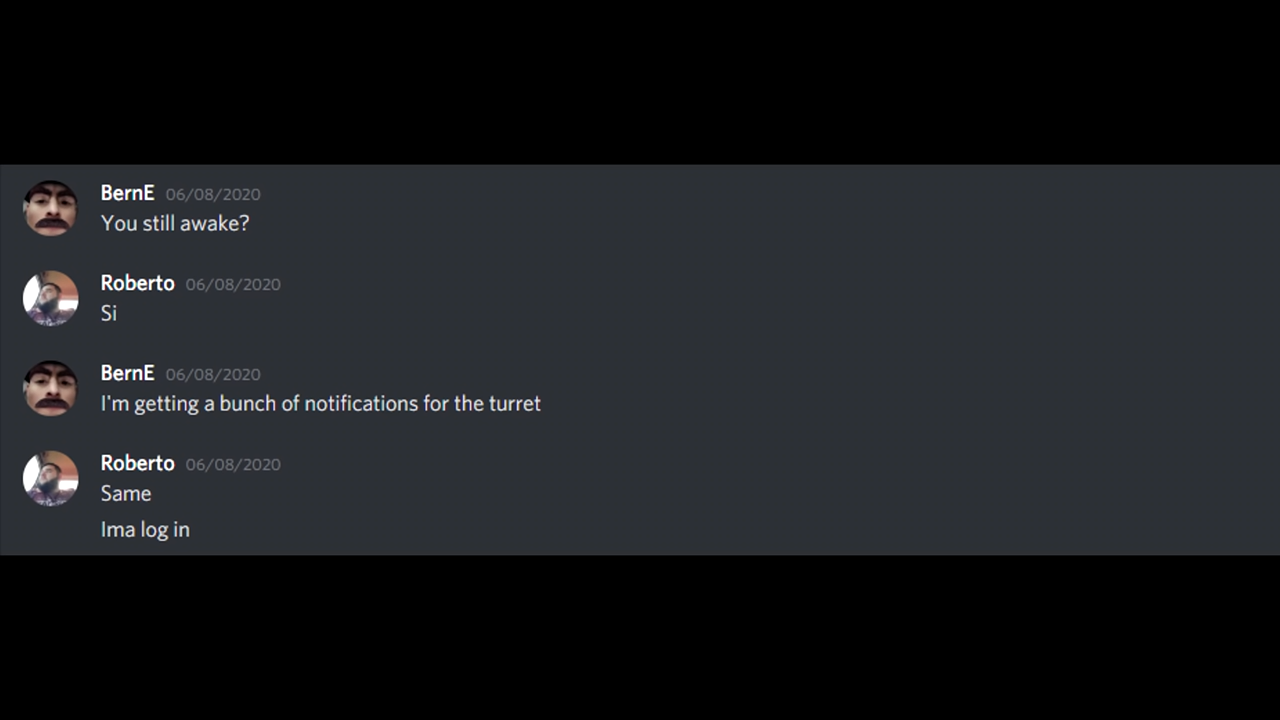 BernE 06/08/2020
You still awake?
Roberto 06/08/2020
Si
BernE 06/08/2020
I'm getting a bunch of notifications for the turret
Roberto 06/08/2020
Same
Ima log in